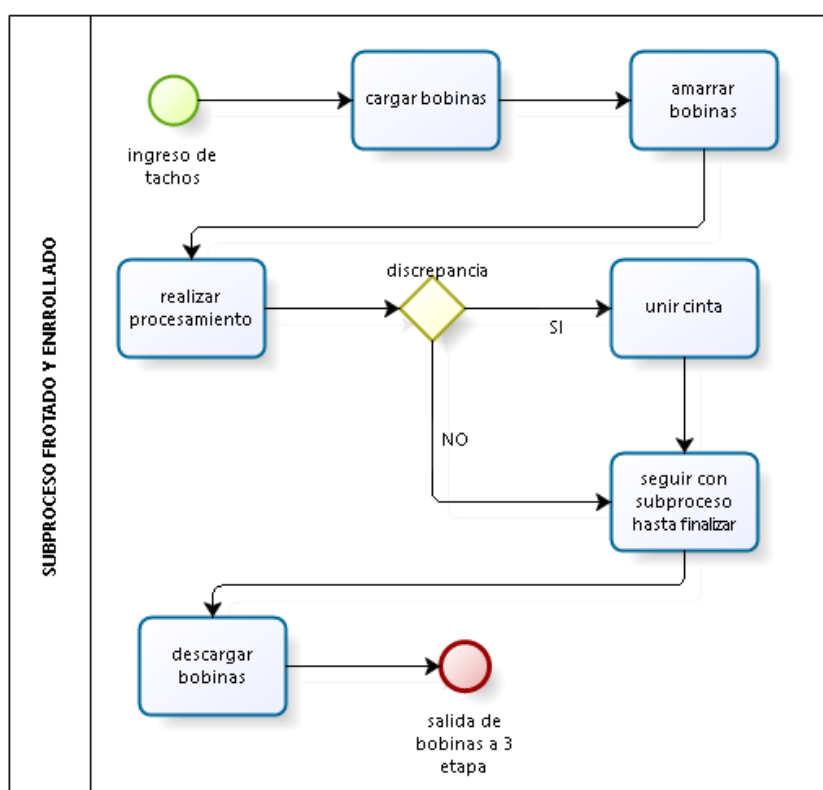 SUBPROCESO FROTADO Y ENRROLLADO
ingreso de
tachos
cargar bobinas
amarrar
bobinas
realizar
procesamiento
discrepancia
SI
NO
unir cinta
seguir con
subproceso
hasta finalizar
descargar
bobinas
salida de
bobinas a 3
etapa